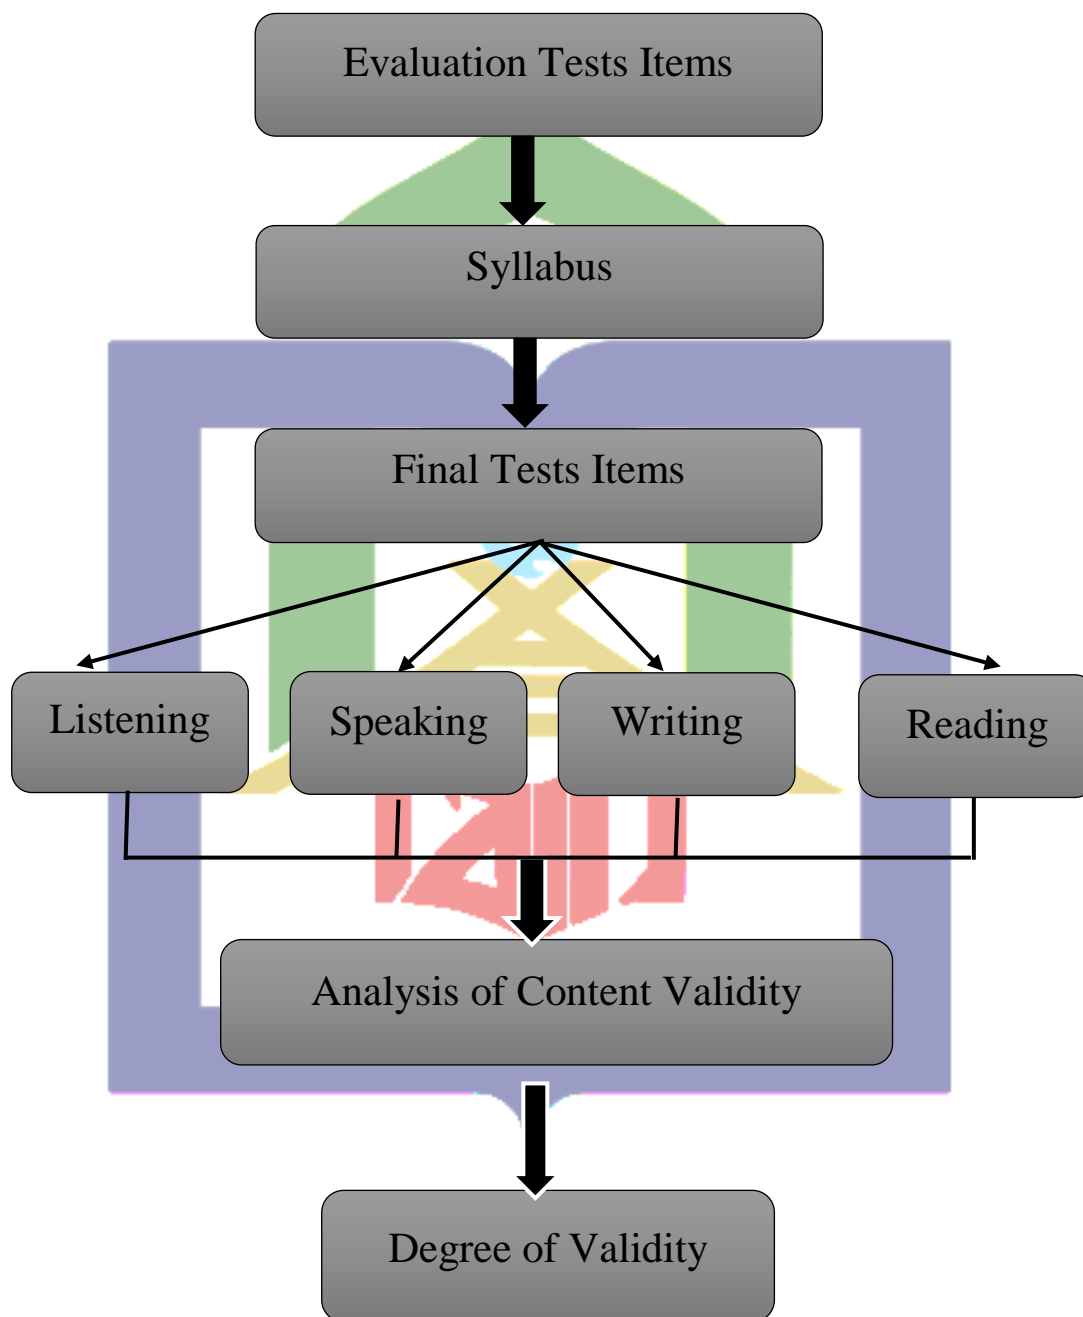 Evaluation Tests Items
Syllabus
Final Tests Items
Listening
Speaking
Writing
Reading
Analysis of Content Validity
Degree of Validity